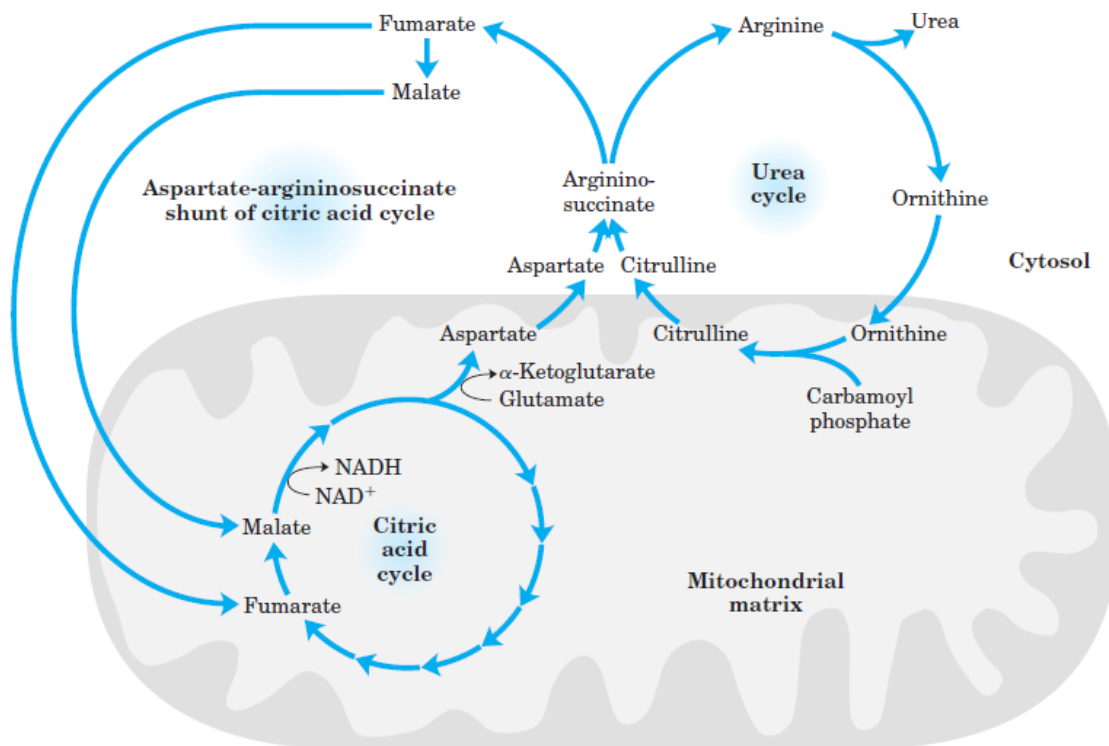 Fumarate
Arginine
Urea
Malate
Aspartate-argininosuccinate
shunt of citric acid cycle
Arginino-
succinate
Urea
cycle
Ornithine
Aspartate
Citrulline
Cytosol
Aspartate
Citrulline
Ornithine
α-Ketoglutarate
Glutamate
Carbamoyl
phosphate
NADH
NAD⁺
Malate
Citric
acid
cycle
Mitochondrial
matrix
Fumarate